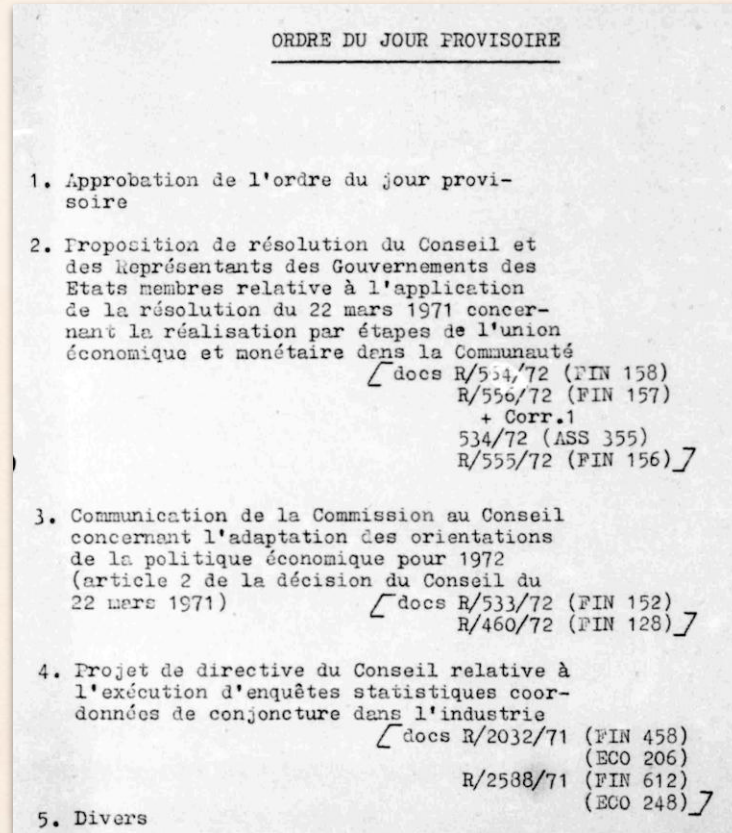 ORDRE DU JOUR PROVISOIRE
1. Approbation de l'ordre du jour provi-
soire
2. Proposition de résolution du Conseil et
des Représentants des Gouvernements des
Etats membres relative à l'application
de la résolution du 22 mars 1971 concer-
nant la réalisation par étapes de l'union
économique et monétaire dans la Communauté
[docs R/554/72 (FIN 158)
R/556/72 (FIN 157)
+ Corr.1
534/72 (ASS 355)
R/555/72 (FIN 156)]
3. Communication de la Commission au Conseil
concernant l'adaptation des orientations
de la politique économique pour 1972
(article 2 de la décision du Conseil du
22 mars 1971) [docs R/533/72 (FIN 152)
R/460/72 (FIN 128)]
4. Projet de directive du Conseil relative à
l'exécution d'enquêtes statistiques coor-
données de conjoncture dans l'industrie
[docs R/2032/71 (FIN 458)
(ECO 206)
R/2588/71 (FIN 612)
(ECO 248)]
5. Divers